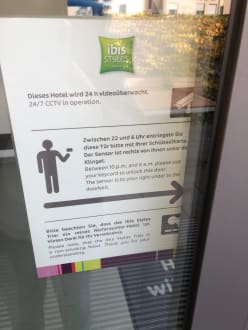 ibis
STYLES
Dieses Hotel wird 24 h videoüberwacht.
24/7 CCTV in operation.
Zwischen 22 und 6 Uhr entriegeln Sie
diese Tür bitte mit Ihrer Schlüsselkarte.
Der Sensor ist rechts von Ihnen unter der
Klingel.
Between 10 p.m. and 6 a.m. please use
your keycard to unlock this door.
The sensor is to your right under the
doorbell.
Bitte beachten Sie, dass das ibis Styles
Trier ein reines Nichtraucher-Hotel ist.
Vielen Dank für Ihr Verständnis.
Please note, that the ibis Styles Trier is
a non-smoking hotel. Thank you for your
understanding.